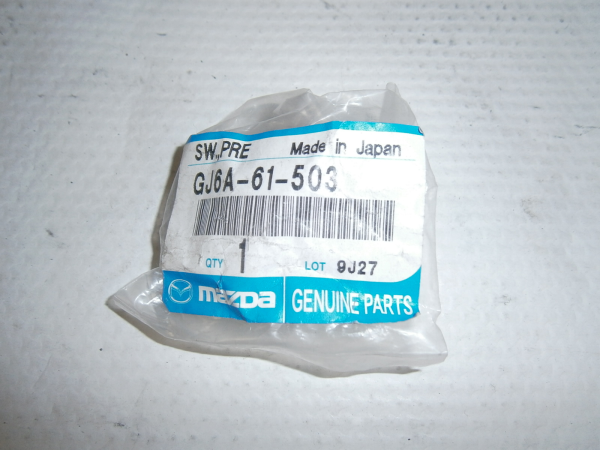 SW.,PRE Made in Japan
GJ6A-61-503
QTY 1 LOT 9J27
mazda GENUINE PARTS